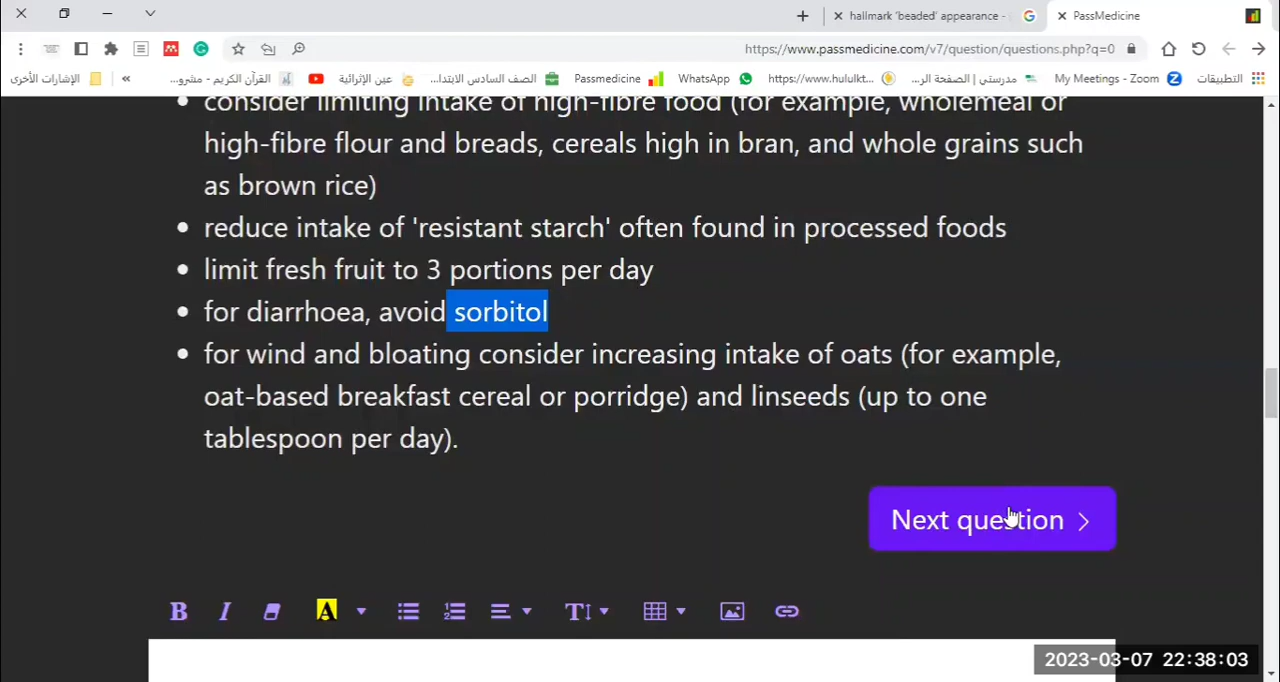 hallmark 'beaded' appearance -
PassMedicine
https://www.passmedicine.com/v7/question/questions.php?q=0
التطبيقات
My Meetings - Zoom
مدرستي | الصفحة الر...
https://www.hululkt...
WhatsApp
Passmedicine
الصف السادس الابتدا...
عين الإثرائية
القرآن الكريم - مشرو...
»
الإشارات الأخرى
• consider limiting intake of high-fibre food (for example, wholemeal or
high-fibre flour and breads, cereals high in bran, and whole grains such
as brown rice)
• reduce intake of 'resistant starch' often found in processed foods
• limit fresh fruit to 3 portions per day
• for diarrhoea, avoid sorbitol
• for wind and bloating consider increasing intake of oats (for example,
oat-based breakfast cereal or porridge) and linseeds (up to one
tablespoon per day).
Next question >
B I A T
2023-03-07 22:38:03